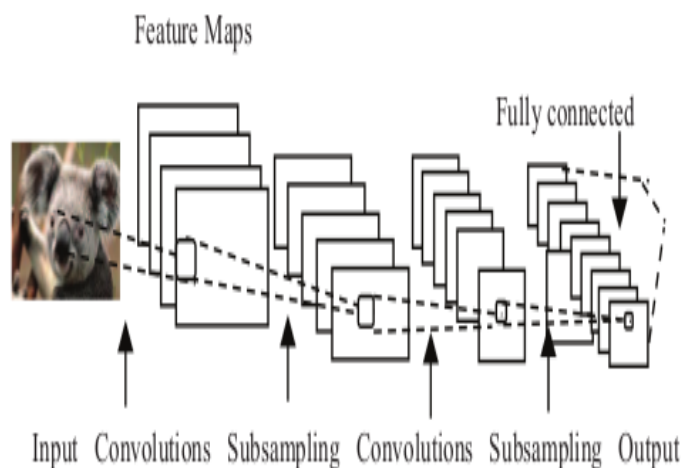 Feature Maps
Fully connected
Input Convolutions Subsampling Convolutions Subsampling Output